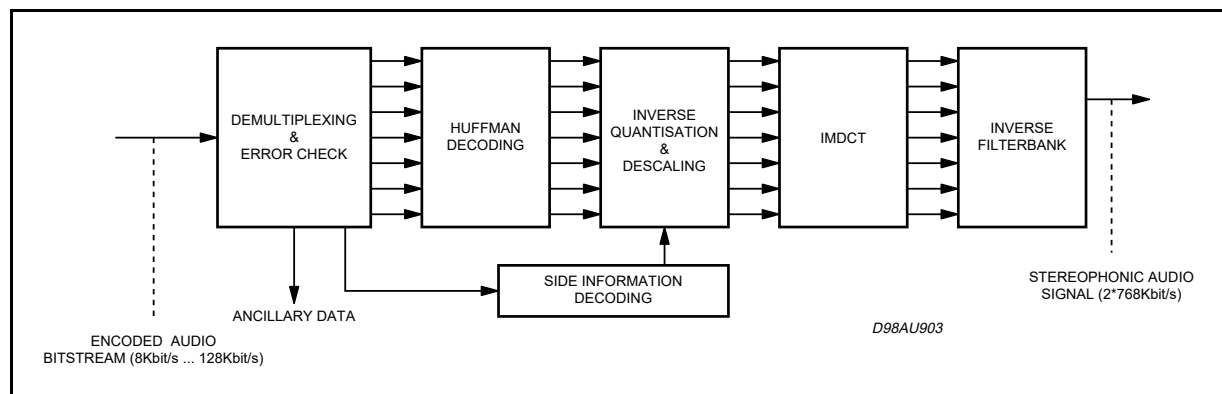 DEMULTIPLEXING
&
ERROR CHECK
HUFFMAN
DECODING
INVERSE
QUANTISATION
&
DESCALING
IMDCT
INVERSE
FILTERBANK
SIDE INFORMATION
DECODING
ANCILLARY DATA
ENCODED AUDIO
BITSTREAM (8Kbit/s ... 128Kbit/s)
STEREOPHONIC AUDIO
SIGNAL (2*768Kbit/s)
D98AU903